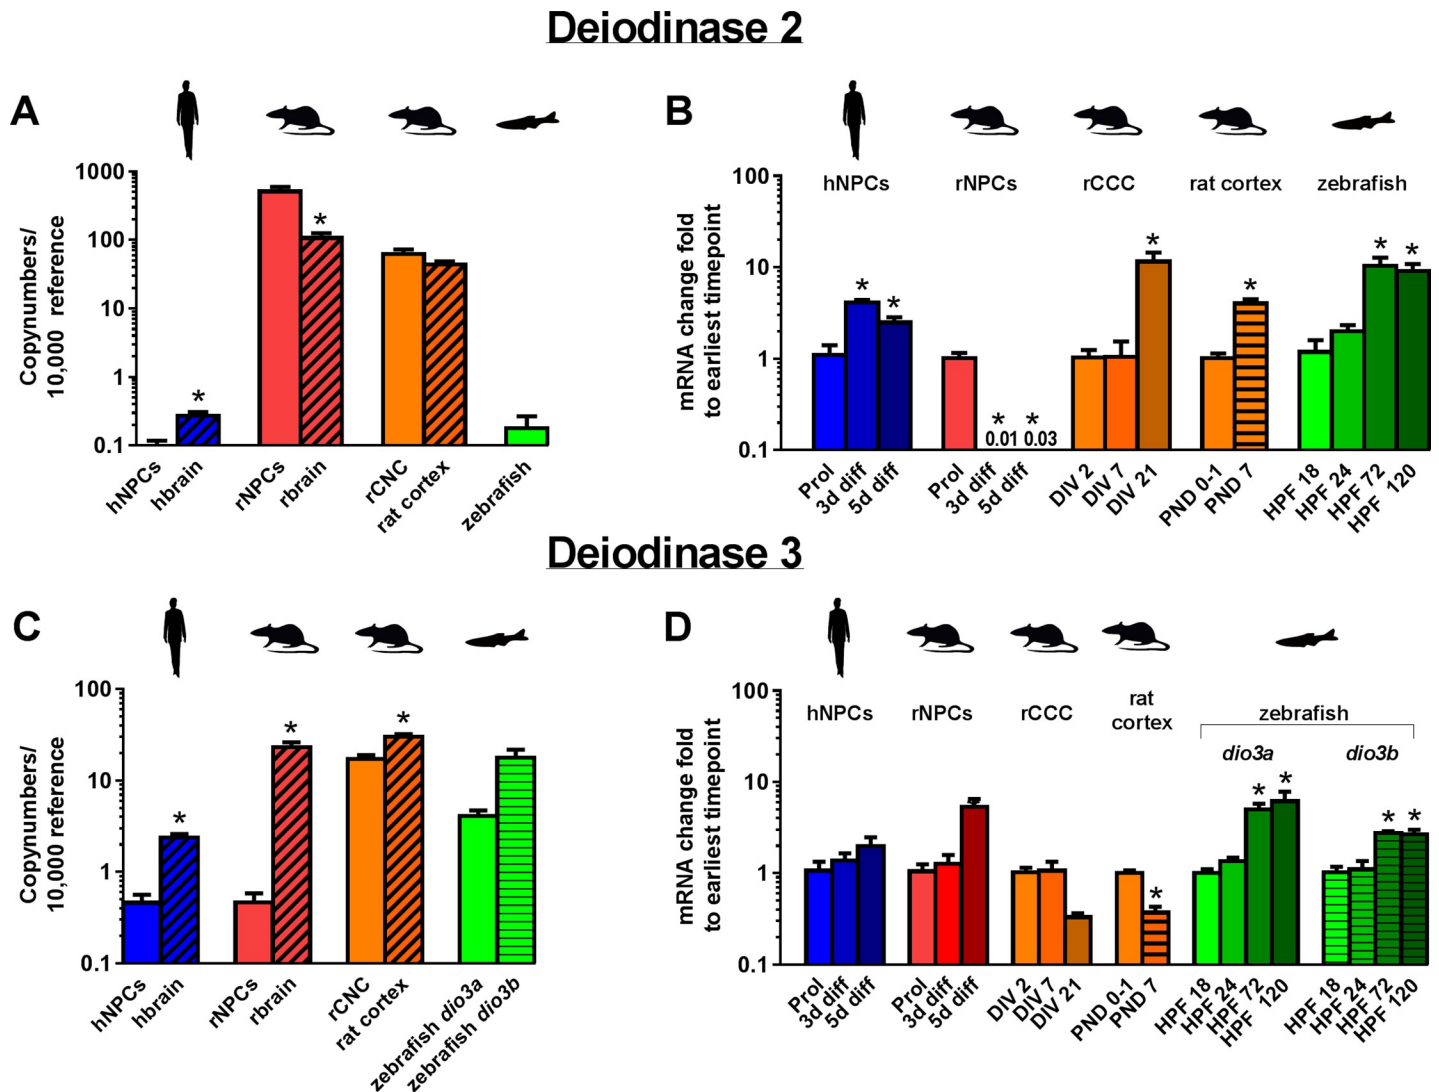 Deiodinase 2
A
Copynumbers/
10,000 reference
1000
100
10
1
0.1
hNPCs
hbrain
rNPCs
rbrain
rCNC
rat cortex
zebrafish
B
mRNA change fold
to earliest timepoint
100
10
1
0.1
hNPCs
rNPCs
rCCC
rat cortex
zebrafish
*
*
*
*
*
*
*
*
*
0.01
0.03
Prol
3d diff
5d diff
Prol
3d diff
5d diff
DIV 2
DIV 7
DIV 21
PND 0-1
PND 7
HPF 18
HPF 24
HPF 72
HPF 120
Deiodinase 3
C
Copynumbers/
10,000 reference
100
10
1
0.1
*
*
*
hNPCs
hbrain
rNPCs
rbrain
rCNC
rat cortex
zebrafish dio3a
zebrafish dio3b
D
mRNA change fold
to earliest timepoint
100
10
1
0.1
hNPCs
rNPCs
rCCC
rat
cortex
zebrafish
dio3a
dio3b
*
*
*
*
*
Prol
3d diff
5d diff
Prol
3d diff
5d diff
DIV 2
DIV 7
DIV 21
PND 0-1
PND 7
HPF 18
HPF 24
HPF 72
HPF 120
HPF 18
HPF 24
HPF 72
HPF 120